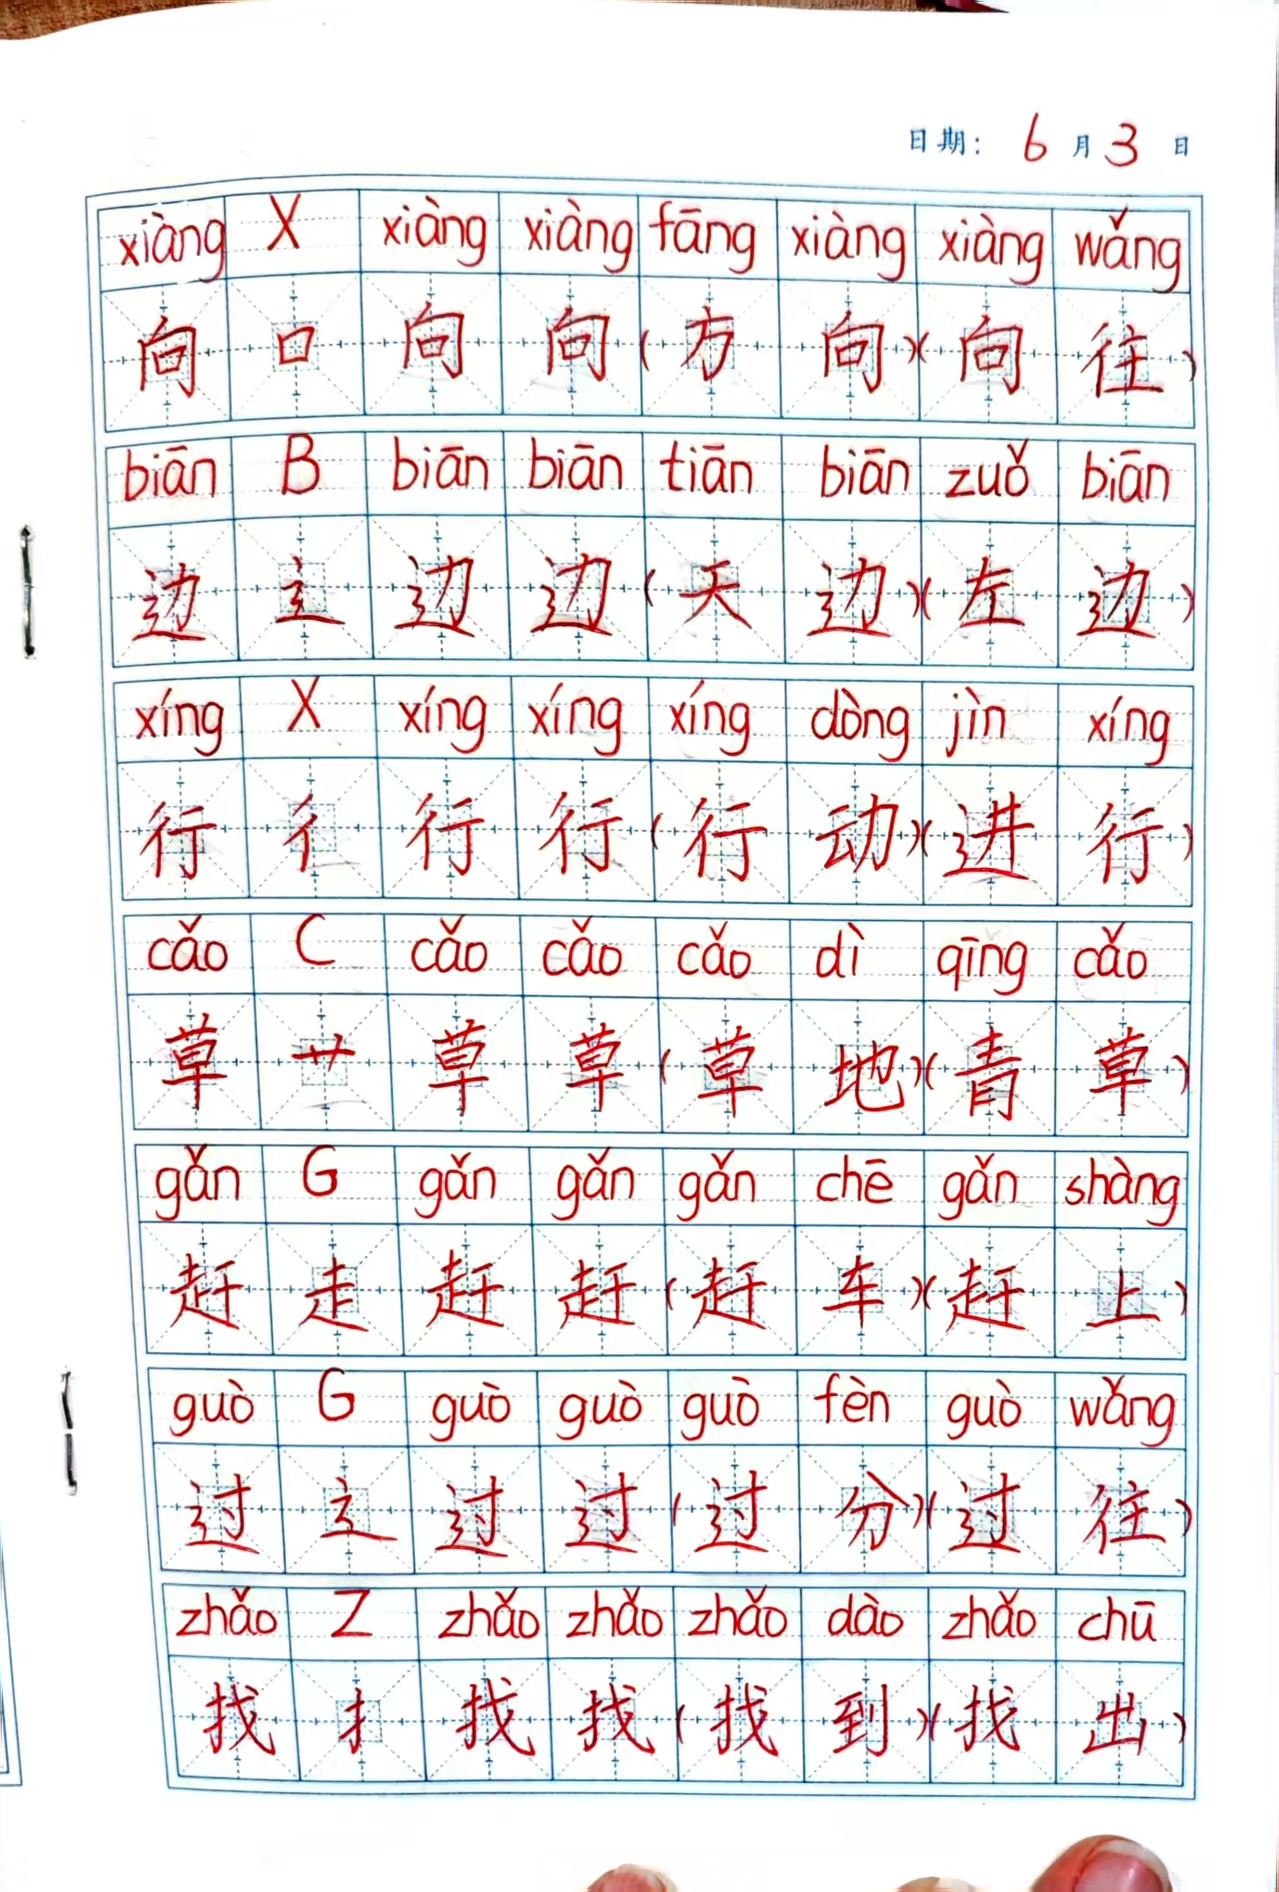 日期: 6 月 3 日
xiàng X xiàng xiàng fāng xiàng xiàng wǎng
向 口 向 向 (方 向)(向 往)
biān B biān biān tiān biān zuǒ biān
边 辶 边 边 (天 边)(左 边)
xíng X xíng xíng xíng dòng jìn xíng
行 彳 行 行 (行 动)(进 行)
cǎo C cǎo cǎo cǎo dì qīng cǎo
草 艹 草 草 (草 地)(青 草)
gǎn G gǎn gǎn gǎn chē gǎn shàng
赶 走 赶 赶 (赶 车)(赶 上)
guò G guò guò guò fèn guò wǎng
过 辶 过 过 (过 分)(过 往)
zhǎo Z zhǎo zhǎo zhǎo dào zhǎo chū
找 扌 找 找 (找 到)(找 出)